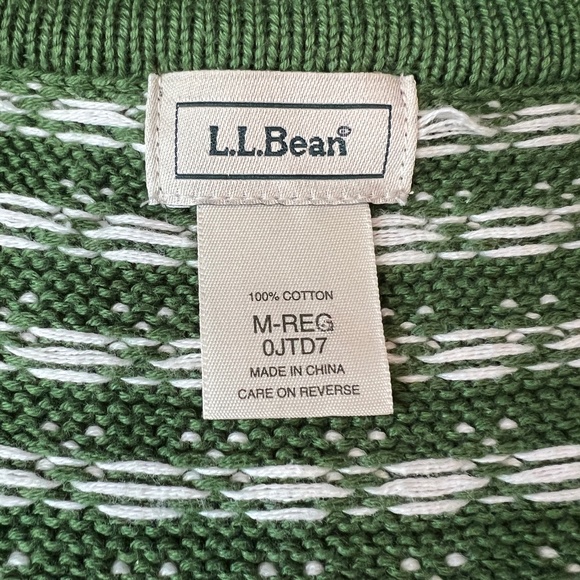 L.L.Bean®
100% COTTON
M-REG
0JTD7
MADE IN CHINA
CARE ON REVERSE